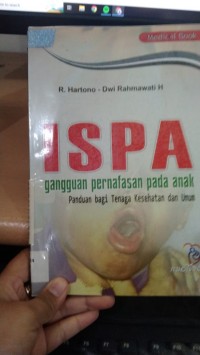 R. Hartono - Dwi Rahmawati H
ISPA
gangguan pernafasan pada anak
Panduan bagi Tenaga Kesehatan dan Umum